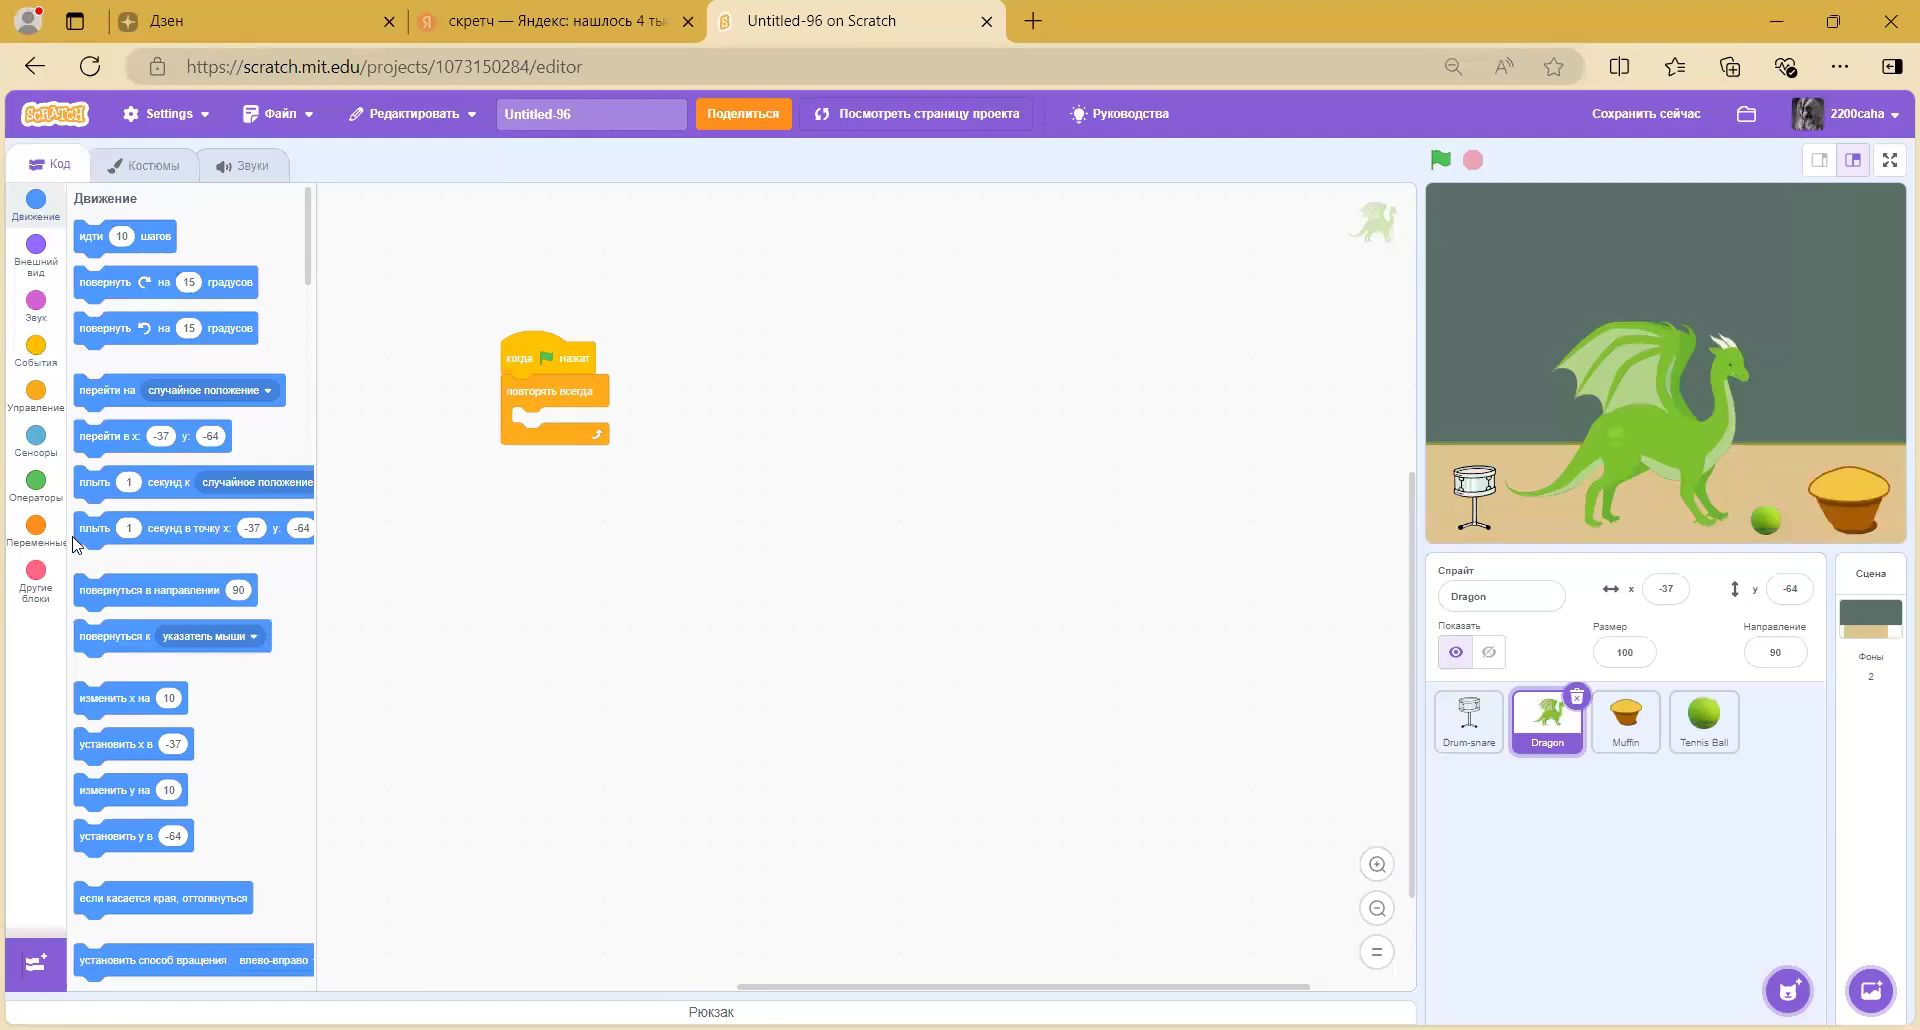 Дзен
скретч — Яндекс: нашлось 4 ты
Untitled-96 on Scratch
https://scratch.mit.edu/projects/1073150284/editor
SCRATCH
Settings
Файл
Редактировать
Untitled-96
Поделиться
Посмотреть страницу проекта
Руководства
Сохранить сейчас
2200caha
Код
Костюмы
Звуки
Движение
Внешний
вид
Звук
События
Управление
Сенсоры
Операторы
Переменные
Другие
блоки
Движение
идти 10 шагов
повернуть на 15 градусов
повернуть на 15 градусов
перейти на случайное положение
перейти в x: -37 y: -64
плыть 1 секунд к случайное положение
плыть 1 секунд в точку x: -37 y: -64
повернуться в направлении 90
повернуться к указатель мыши
изменить x на 10
установить x в -37
изменить y на 10
установить y в -64
если касается края, оттолкнуться
установить способ вращения влево-вправо
когда нажат
повторять всегда
Спрайт
Dragon
x -37
y -64
Показать
Размер
100
Направление
90
Drum-snare
Dragon
Muffin
Tennis Ball
Сцена
Фоны
2
Рюкзак